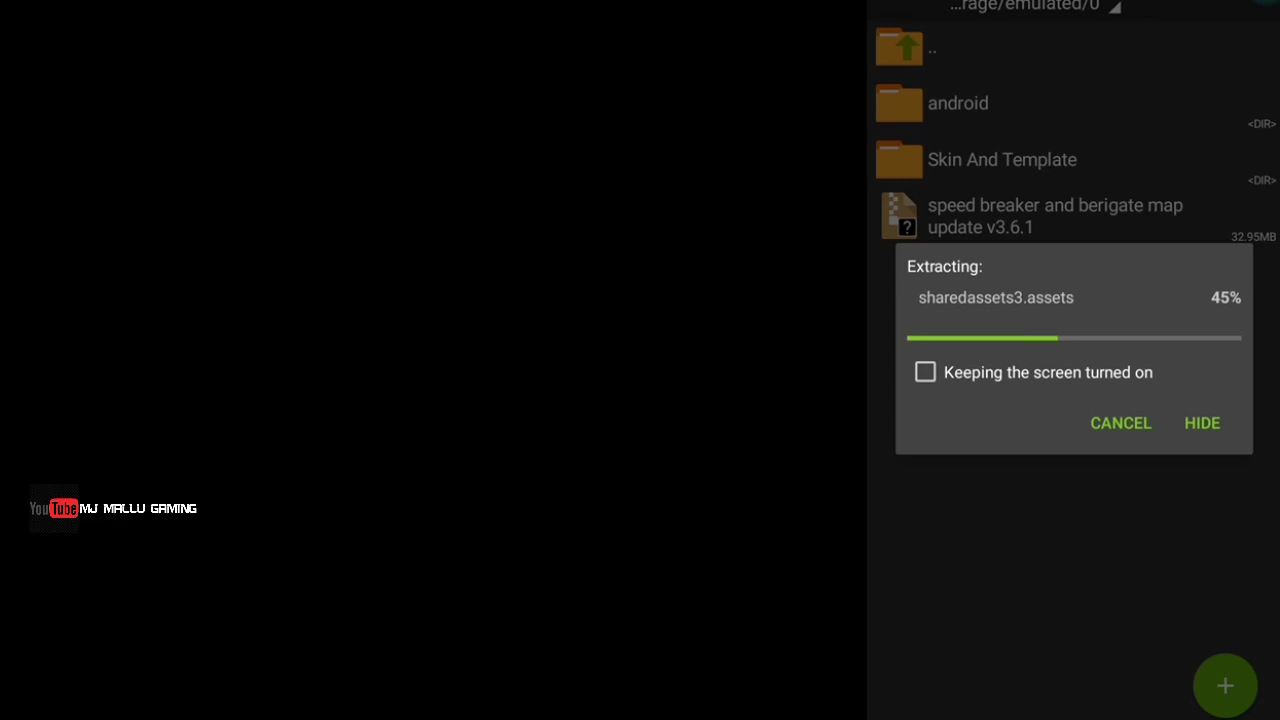 ...rage/emulated/0
..
android
<DIR>
Skin And Template
<DIR>
speed breaker and berigate map
update v3.6.1
32.95MB
Extracting:
sharedassets3.assets 45%
Keeping the screen turned on
CANCEL HIDE
YouTube MJ MALLU GAMING